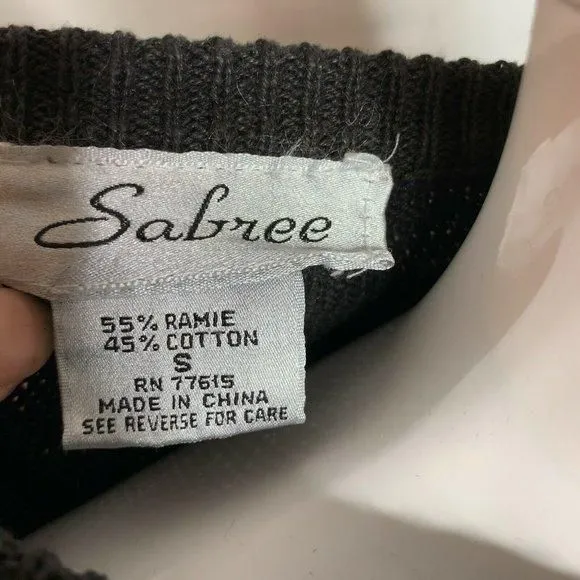 Sabree
55% RAMIE
45% COTTON
S
RN 77615
MADE IN CHINA
SEE REVERSE FOR CARE